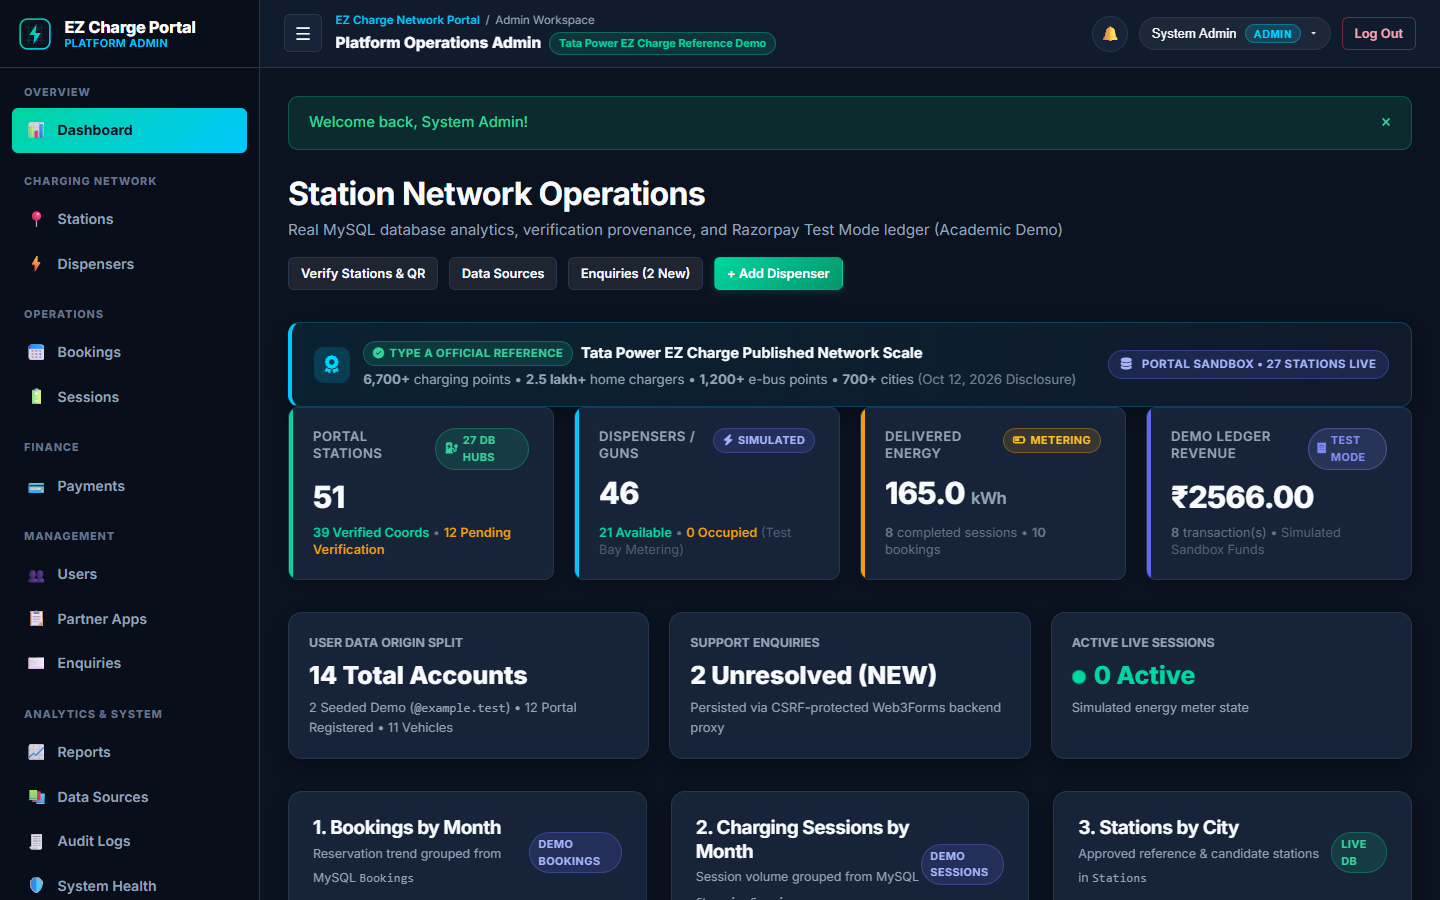 EZ Charge Portal
PLATFORM ADMIN
OVERVIEW
Dashboard
CHARGING NETWORK
Stations
Dispensers
OPERATIONS
Bookings
Sessions
FINANCE
Payments
MANAGEMENT
Users
Partner Apps
Enquiries
ANALYTICS & SYSTEM
Reports
Data Sources
Audit Logs
System Health
EZ Charge Network Portal / Admin Workspace
Platform Operations Admin Tata Power EZ Charge Reference Demo
System Admin ADMIN
Log Out
Welcome back, System Admin! ×
Station Network Operations
Real MySQL database analytics, verification provenance, and Razorpay Test Mode ledger (Academic Demo)
Verify Stations & QR
Data Sources
Enquiries (2 New)
+ Add Dispenser
TYPE A OFFICIAL REFERENCE Tata Power EZ Charge Published Network Scale
6,700+ charging points • 2.5 lakh+ home chargers • 1,200+ e-bus points • 700+ cities (Oct 12, 2026 Disclosure)
PORTAL SANDBOX • 27 STATIONS LIVE
PORTAL
STATIONS
27 DB
HUBS
51
39 Verified Coords • 12 Pending
Verification
DISPENSERS /
GUNS
SIMULATED
46
21 Available • 0 Occupied (Test
Bay Metering)
DELIVERED
ENERGY
METERING
165.0 kWh
8 completed sessions • 10
bookings
DEMO LEDGER
REVENUE
TEST
MODE
₹2566.00
8 transaction(s) • Simulated
Sandbox Funds
USER DATA ORIGIN SPLIT
14 Total Accounts
2 Seeded Demo (@example.test) • 12 Portal
Registered • 11 Vehicles
SUPPORT ENQUIRIES
2 Unresolved (NEW)
Persisted via CSRF-protected Web3Forms backend
proxy
ACTIVE LIVE SESSIONS
0 Active
Simulated energy meter state
1. Bookings by Month
Reservation trend grouped from
MySQL Bookings
DEMO
BOOKINGS
2. Charging Sessions by
Month
Session volume grouped from MySQL
DEMO
SESSIONS
3. Stations by City
Approved reference & candidate stations
in Stations
LIVE
DB